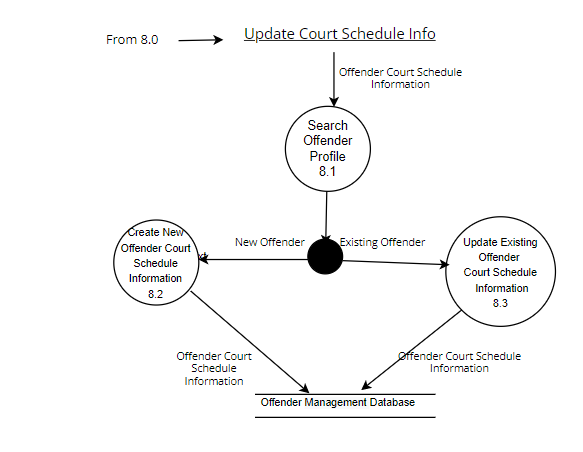 From 8.0
Update Court Schedule Info
Offender Court Schedule
Information
Search
Offender
Profile
8.1
New Offender
Existing Offender
Create New
Offender Court
Schedule
Information
8.2
Update Existing
Offender
Court Schedule
Information
8.3
Offender Court
Schedule
Information
Offender Court Schedule
Information
Offender Management Database